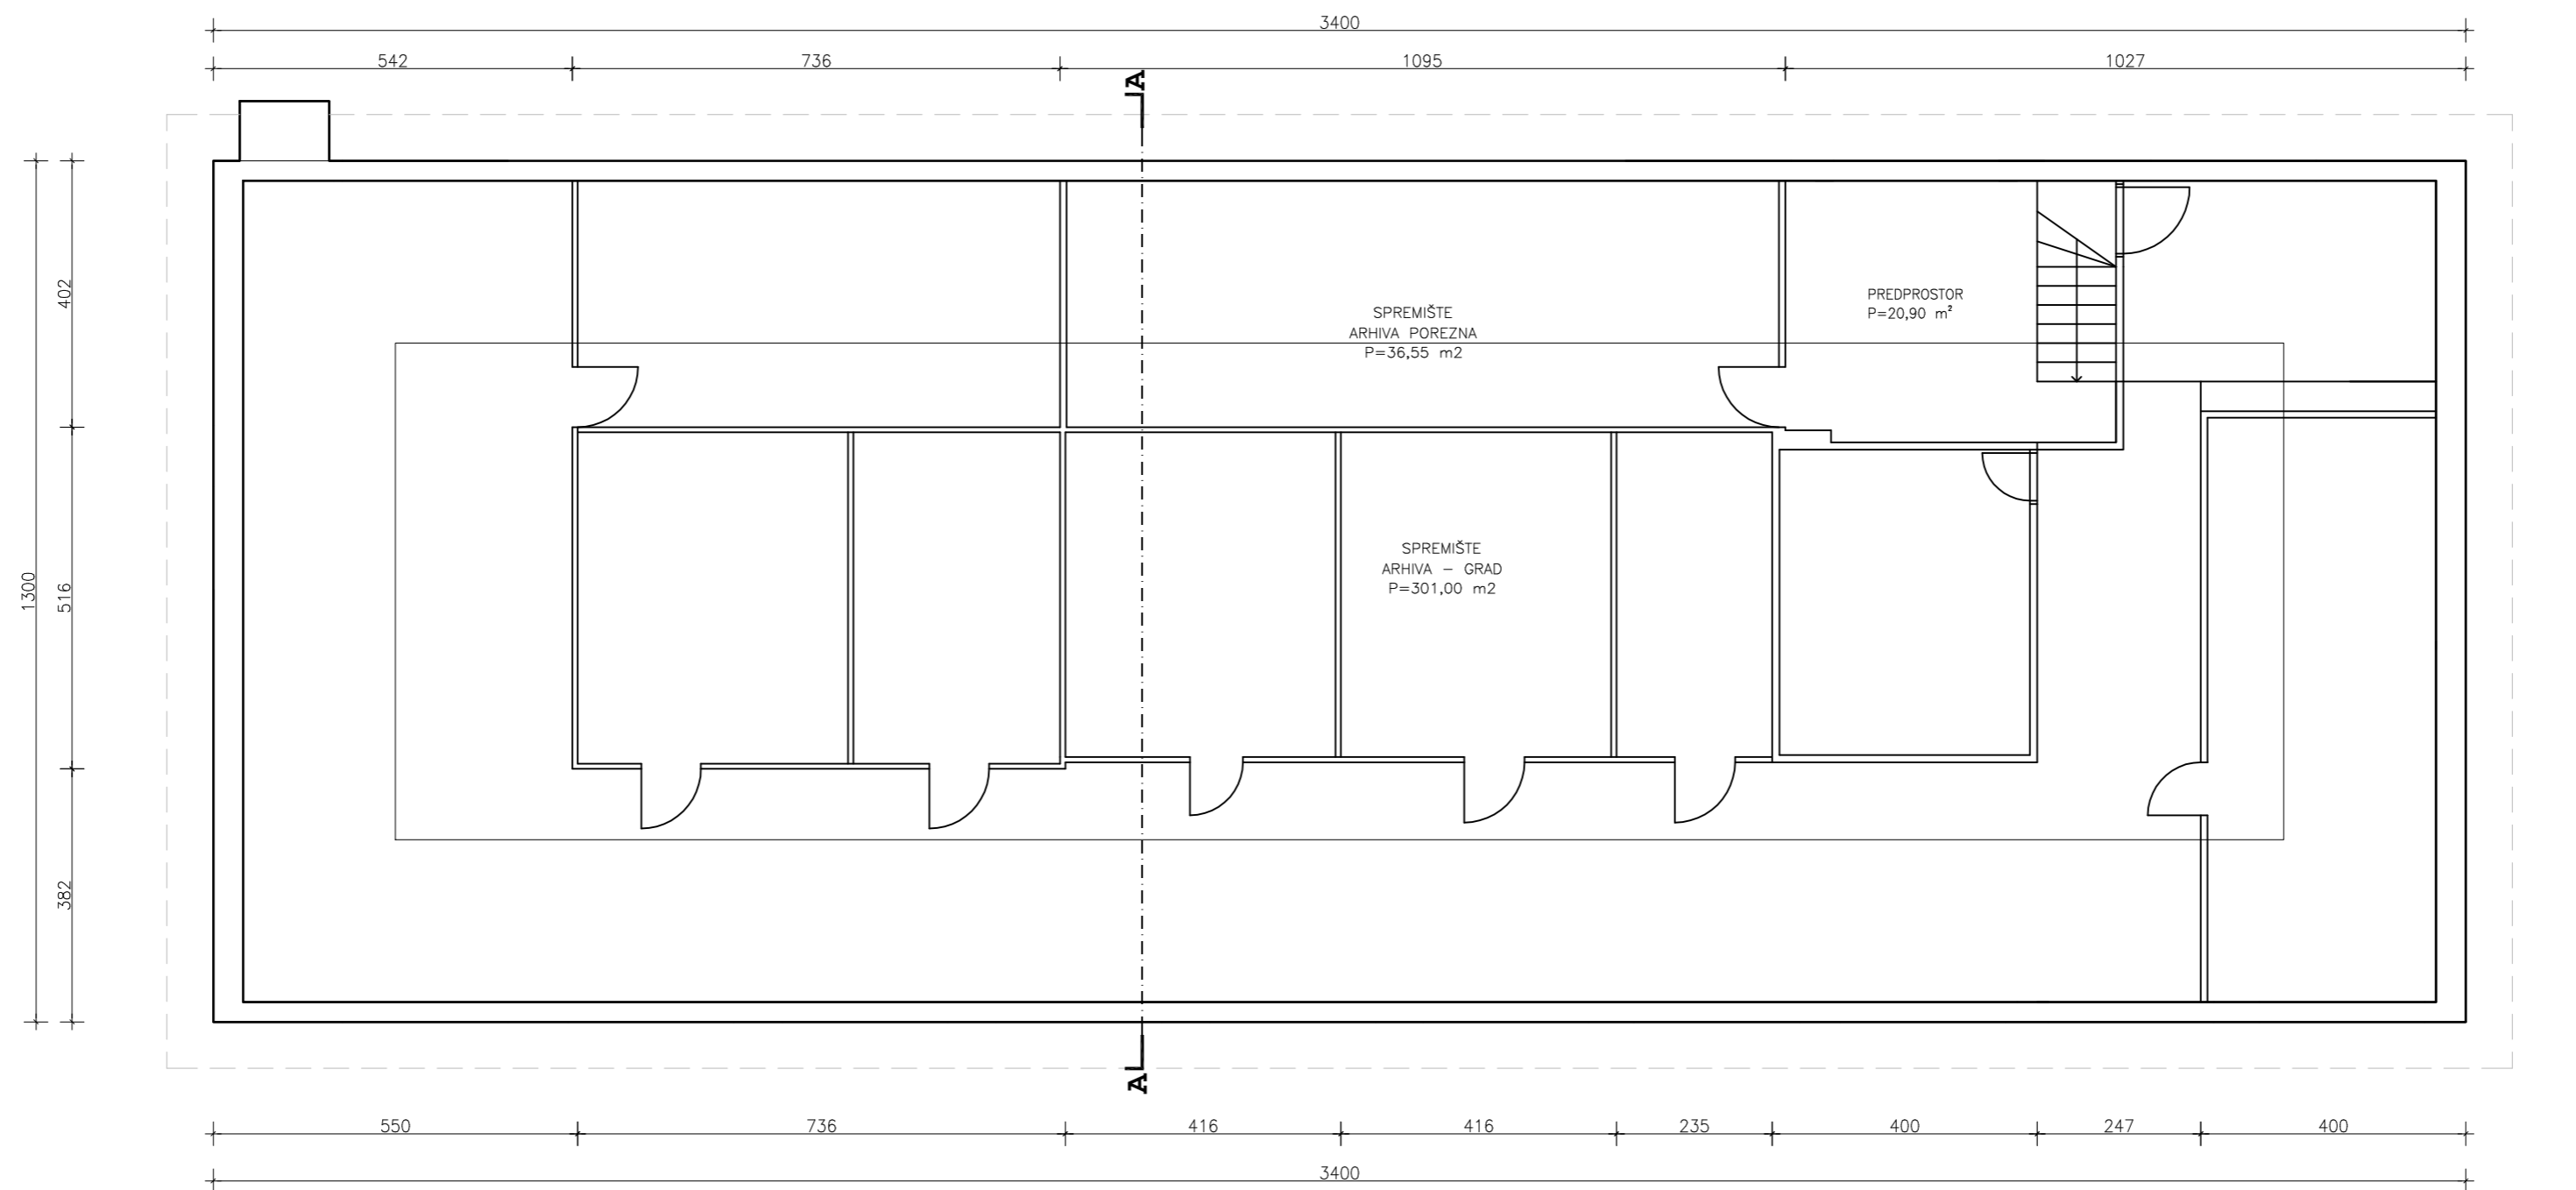 3400
542 736 1095 1027
A
402
516
382
1300
SPREMIŠTE
ARHIVA POREZNA
P=36,55 m2
PREDPROSTOR
P=20,90 m²
SPREMIŠTE
ARHIVA – GRAD
P=301,00 m2
A
550 736 416 416 235 400 247 400
3400